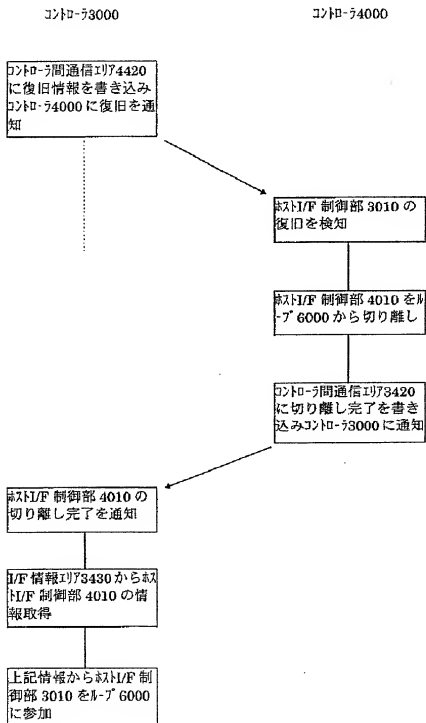 コントローラ3000
コントローラ4000
コントローラ間通信エリア4420
に復旧情報を書き込み
コントローラ4000に復旧を通
知
ホストI/F 制御部 3010 の
復旧を検知
ホストI/F 制御部 4010 をル
ープ 6000 から切り離し
コントローラ間通信エリア3420
に切り離し完了を書き
込みコントローラ3000 に通知
ホストI/F 制御部 4010 の
切り離し完了を通知
I/F 情報エリア3430 からホス
トI/F 制御部 4010 の情
報取得
上記情報からホストI/F 制
御部 3010 をループ 6000
に参加